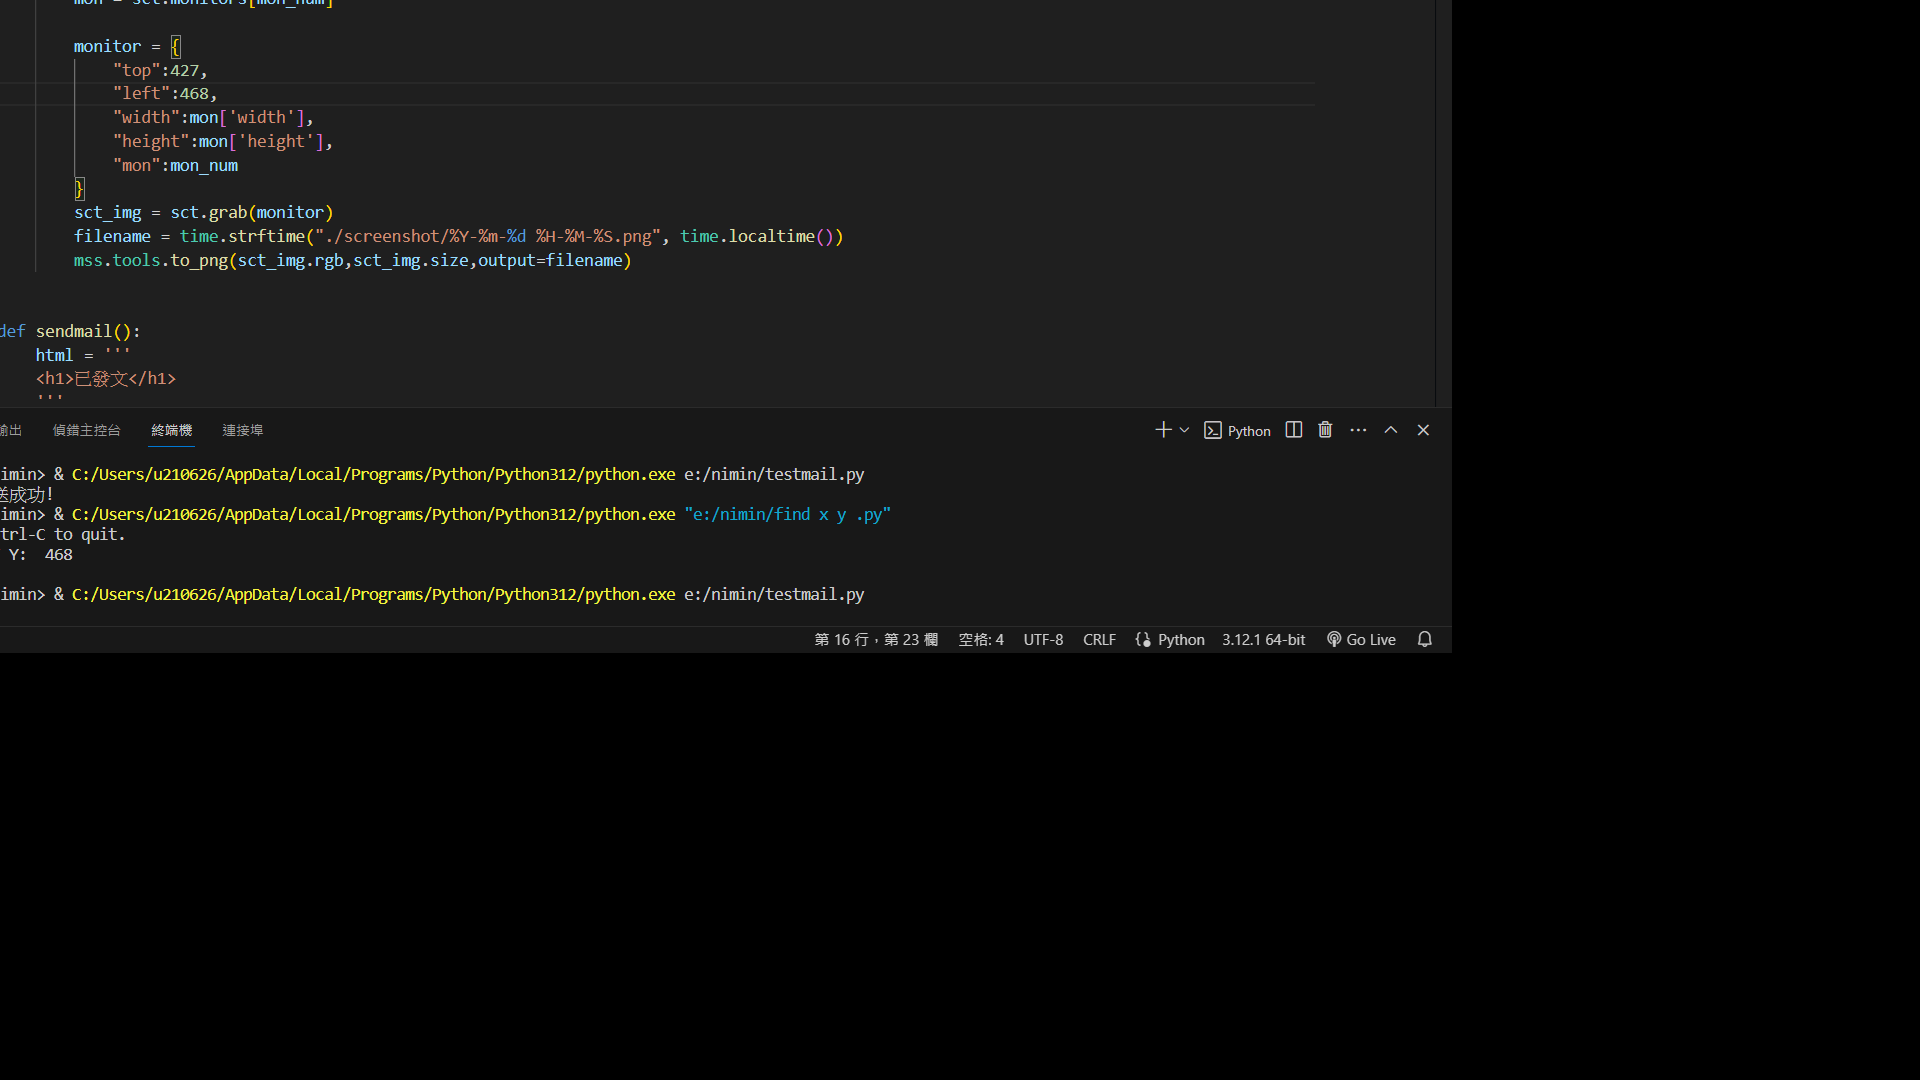 mon = sct.monitors[mon_num]
monitor = {
"top":427,
"left":468,
"width":mon['width'],
"height":mon['height'],
"mon":mon_num
}
sct_img = sct.grab(monitor)
filename = time.strftime("./screenshot/%Y-%m-%d %H-%M-%S.png", time.localtime())
mss.tools.to_png(sct_img.rgb,sct_img.size,output=filename)
def sendmail():
html = '''
<h1>已發文</h1>
'''
輸出 偵錯主控台 終端機 連接埠 Python
imin> & C:/Users/u210626/AppData/Local/Programs/Python/Python312/python.exe e:/nimin/testmail.py
送成功!
imin> & C:/Users/u210626/AppData/Local/Programs/Python/Python312/python.exe "e:/nimin/find x y .py"
trl-C to quit.
Y: 468
imin> & C:/Users/u210626/AppData/Local/Programs/Python/Python312/python.exe e:/nimin/testmail.py
第 16 行，第 23 欄 空格: 4 UTF-8 CRLF Python 3.12.1 64-bit Go Live